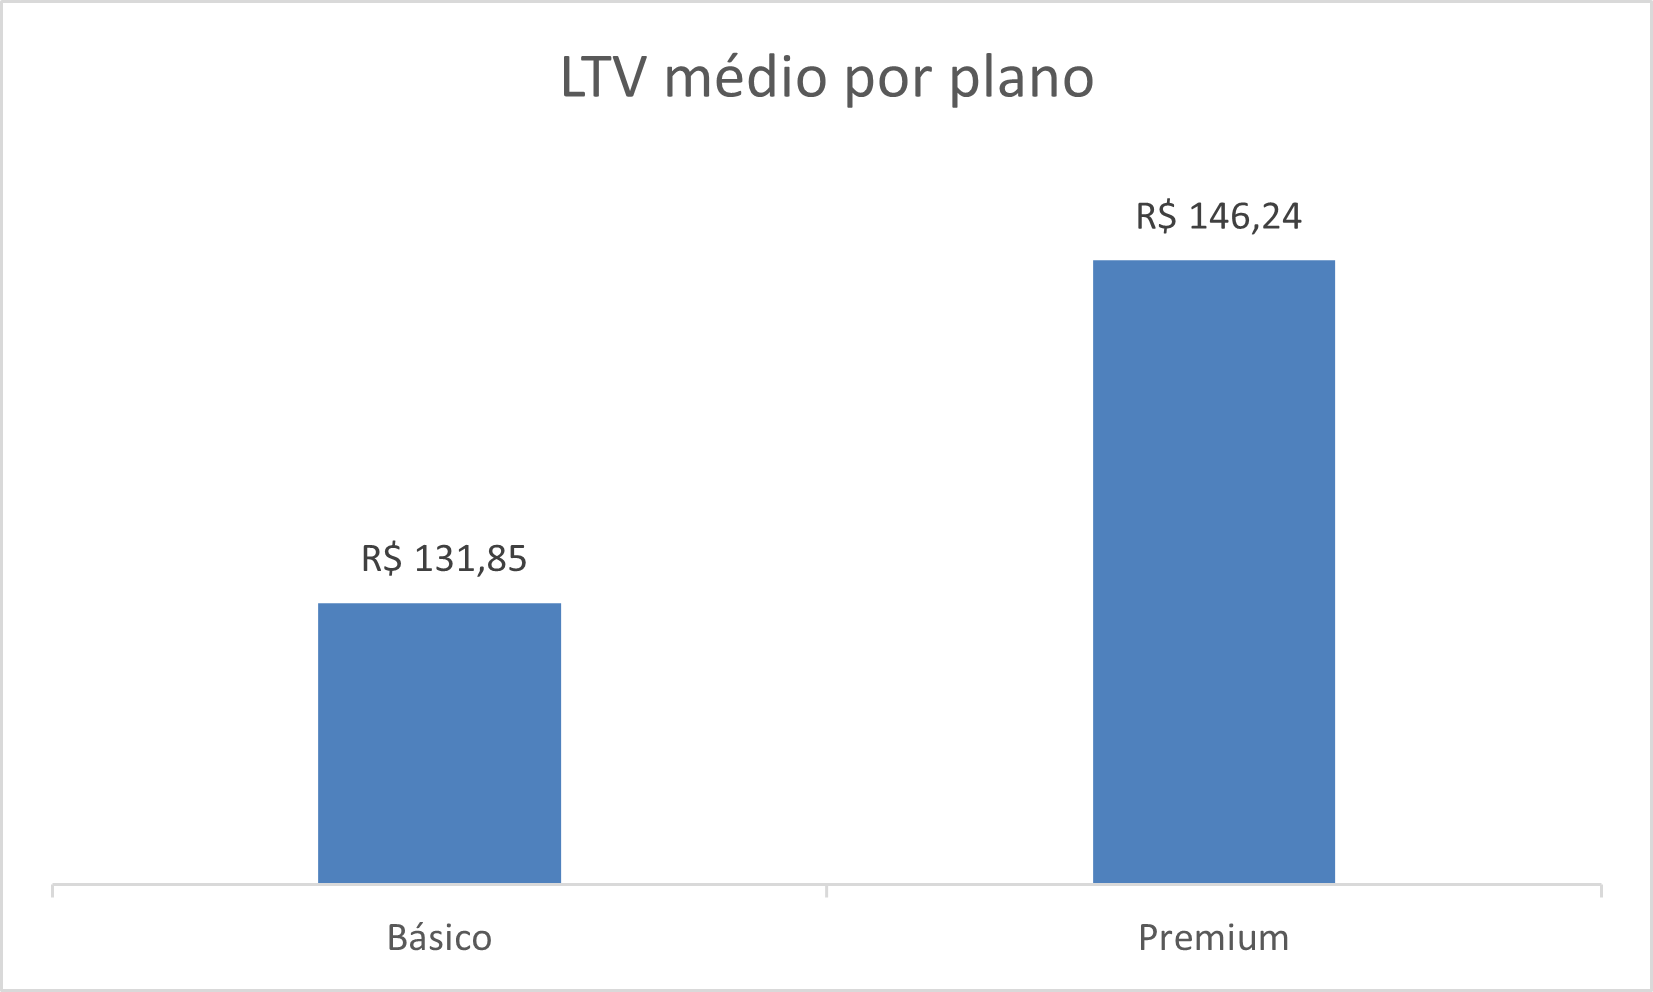 LTV médio por plano
R$ 146,24
R$ 131,85
Básico
Premium